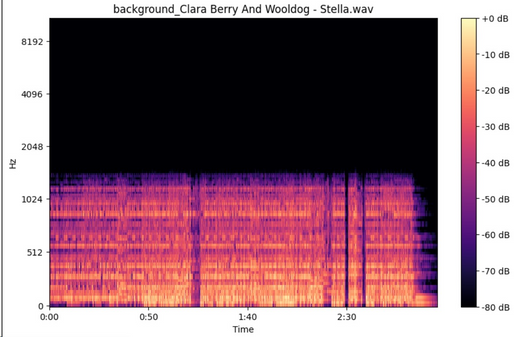 background_Clara Berry And Wooldog - Stella.wav
8192
4096
2048
1024
512
0
Hz
0:00
0:50
1:40
2:30
Time
+0 dB
-10 dB
-20 dB
-30 dB
-40 dB
-50 dB
-60 dB
-70 dB
-80 dB